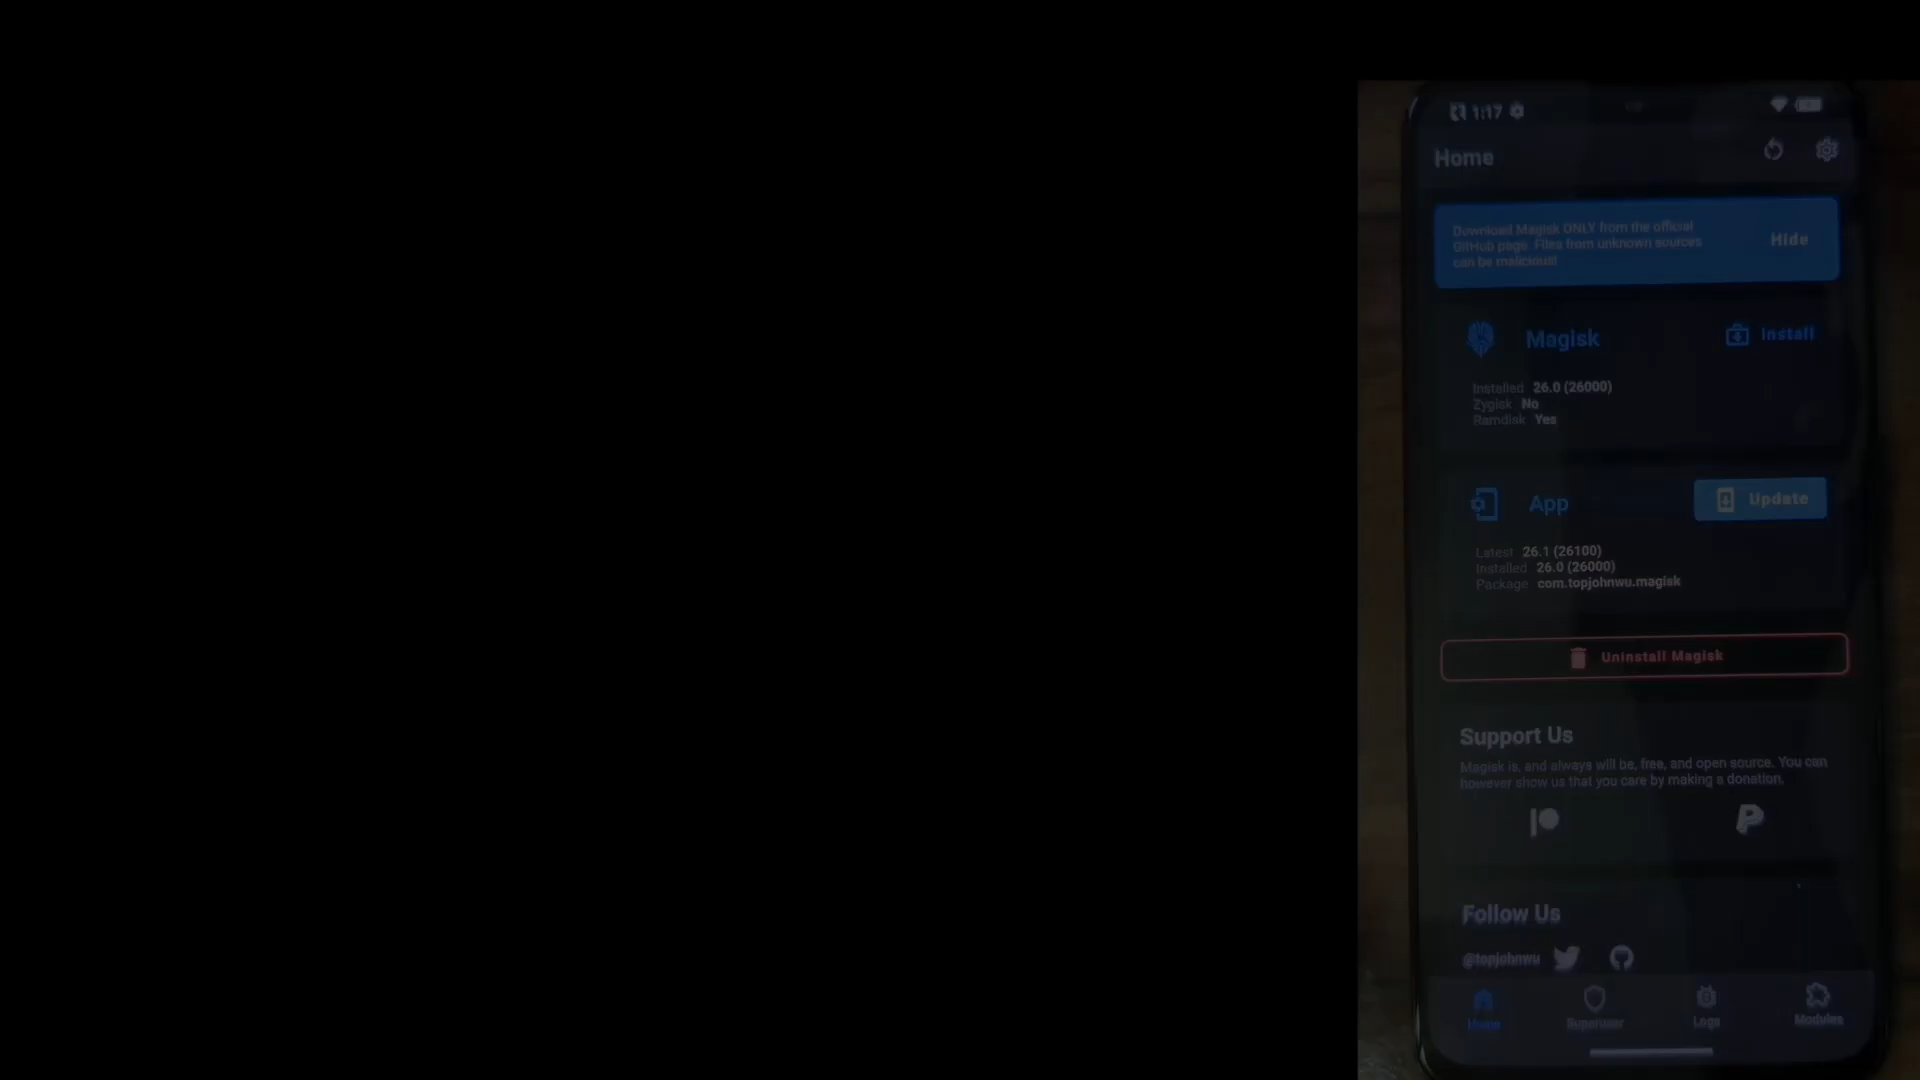 1:17
Home
Download Magisk ONLY from the official
GitHub page. Files from unknown sources
can be malicious!
Hide
Magisk
Install
Installed 26.0 (26000)
Zygisk No
Ramdisk Yes
App
Update
Latest 26.1 (26100)
Installed 26.0 (26000)
Package com.topjohnwu.magisk
Uninstall Magisk
Support Us
Magisk is, and always will be, free, and open source. You can
however show us that you care by making a donation.
Follow Us
@topjohnwu
Home
Superuser
Logs
Modules